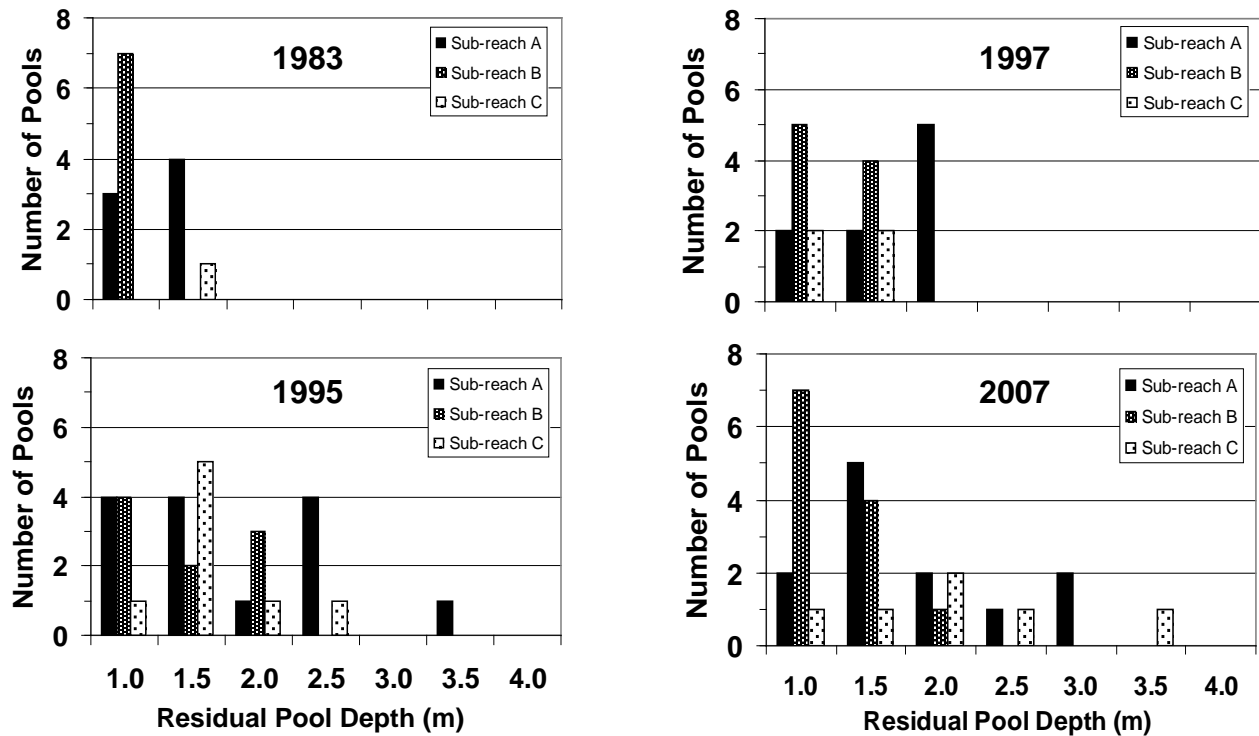 8
6
4
2
0
Number of Pools
1983
Sub-reach A
Sub-reach B
Sub-reach C
8
6
4
2
0
Number of Pools
1997
Sub-reach A
Sub-reach B
Sub-reach C
8
6
4
2
0
Number of Pools
1995
Sub-reach A
Sub-reach B
Sub-reach C
1.0 1.5 2.0 2.5 3.0 3.5 4.0
Residual Pool Depth (m)
8
6
4
2
0
Number of Pools
2007
Sub-reach A
Sub-reach B
Sub-reach C
1.0 1.5 2.0 2.5 3.0 3.5 4.0
Residual Pool Depth (m)